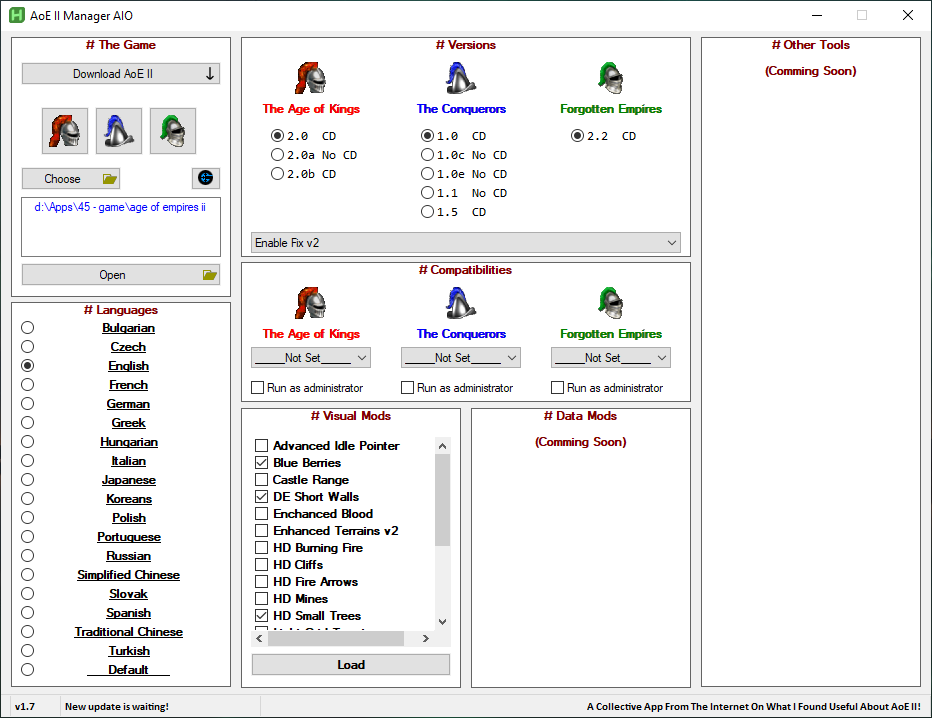 AoE II Manager AIO
# The Game
Download AoE II ↓
Choose
d:\Apps\45 - game\age of empires ii
Open
# Languages
Bulgarian
Czech
English
French
German
Greek
Hungarian
Italian
Japanese
Koreans
Polish
Portuguese
Russian
Simplified Chinese
Slovak
Spanish
Traditional Chinese
Turkish
Default
# Versions
The Age of Kings
2.0 CD
2.0a No CD
2.0b CD
The Conquerors
1.0 CD
1.0c No CD
1.0e No CD
1.1 No CD
1.5 CD
Forgotten Empires
2.2 CD
Enable Fix v2
# Compatibilities
The Age of Kings
____Not Set____
Run as administrator
The Conquerors
____Not Set____
Run as administrator
Forgotten Empires
____Not Set____
Run as administrator
# Visual Mods
Advanced Idle Pointer
Blue Berries
Castle Range
DE Short Walls
Enchanced Blood
Enhanced Terrains v2
HD Burning Fire
HD Cliffs
HD Fire Arrows
HD Mines
HD Small Trees
Load
# Data Mods
(Comming Soon)
# Other Tools
(Comming Soon)
v1.7
New update is waiting!
A Collective App From The Internet On What I Found Useful About AoE II!